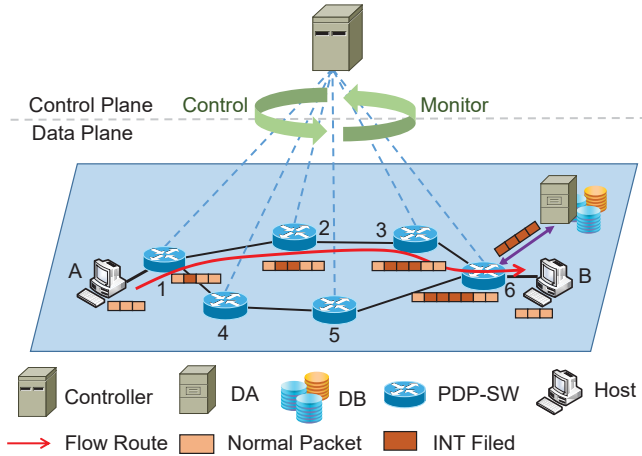 Control Plane
Control
Monitor
Data Plane
2
3
A
1
B
6
4
5
Controller
DA
DB
PDP-SW
Host
Flow Route
Normal Packet
INT Filed